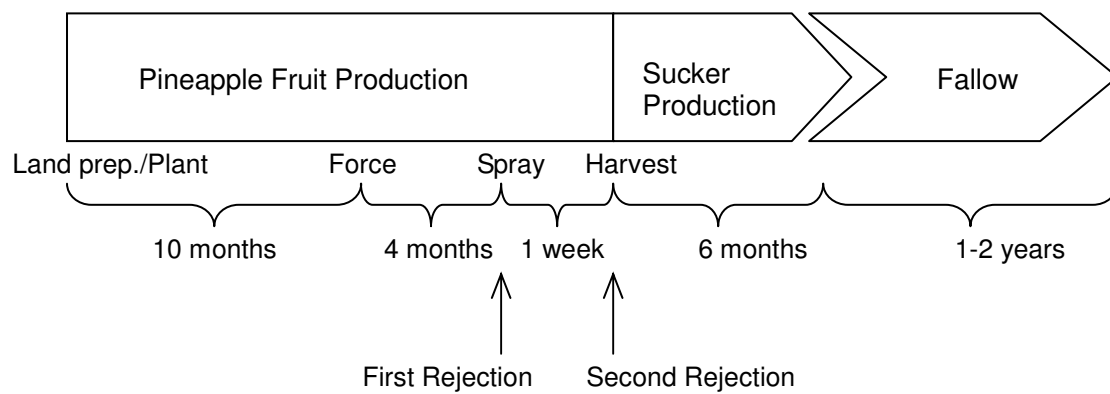 Pineapple Fruit Production
Sucker
Production
Fallow
Land prep./Plant
Force
Spray
Harvest
10 months
4 months
1 week
6 months
1-2 years
First Rejection
Second Rejection